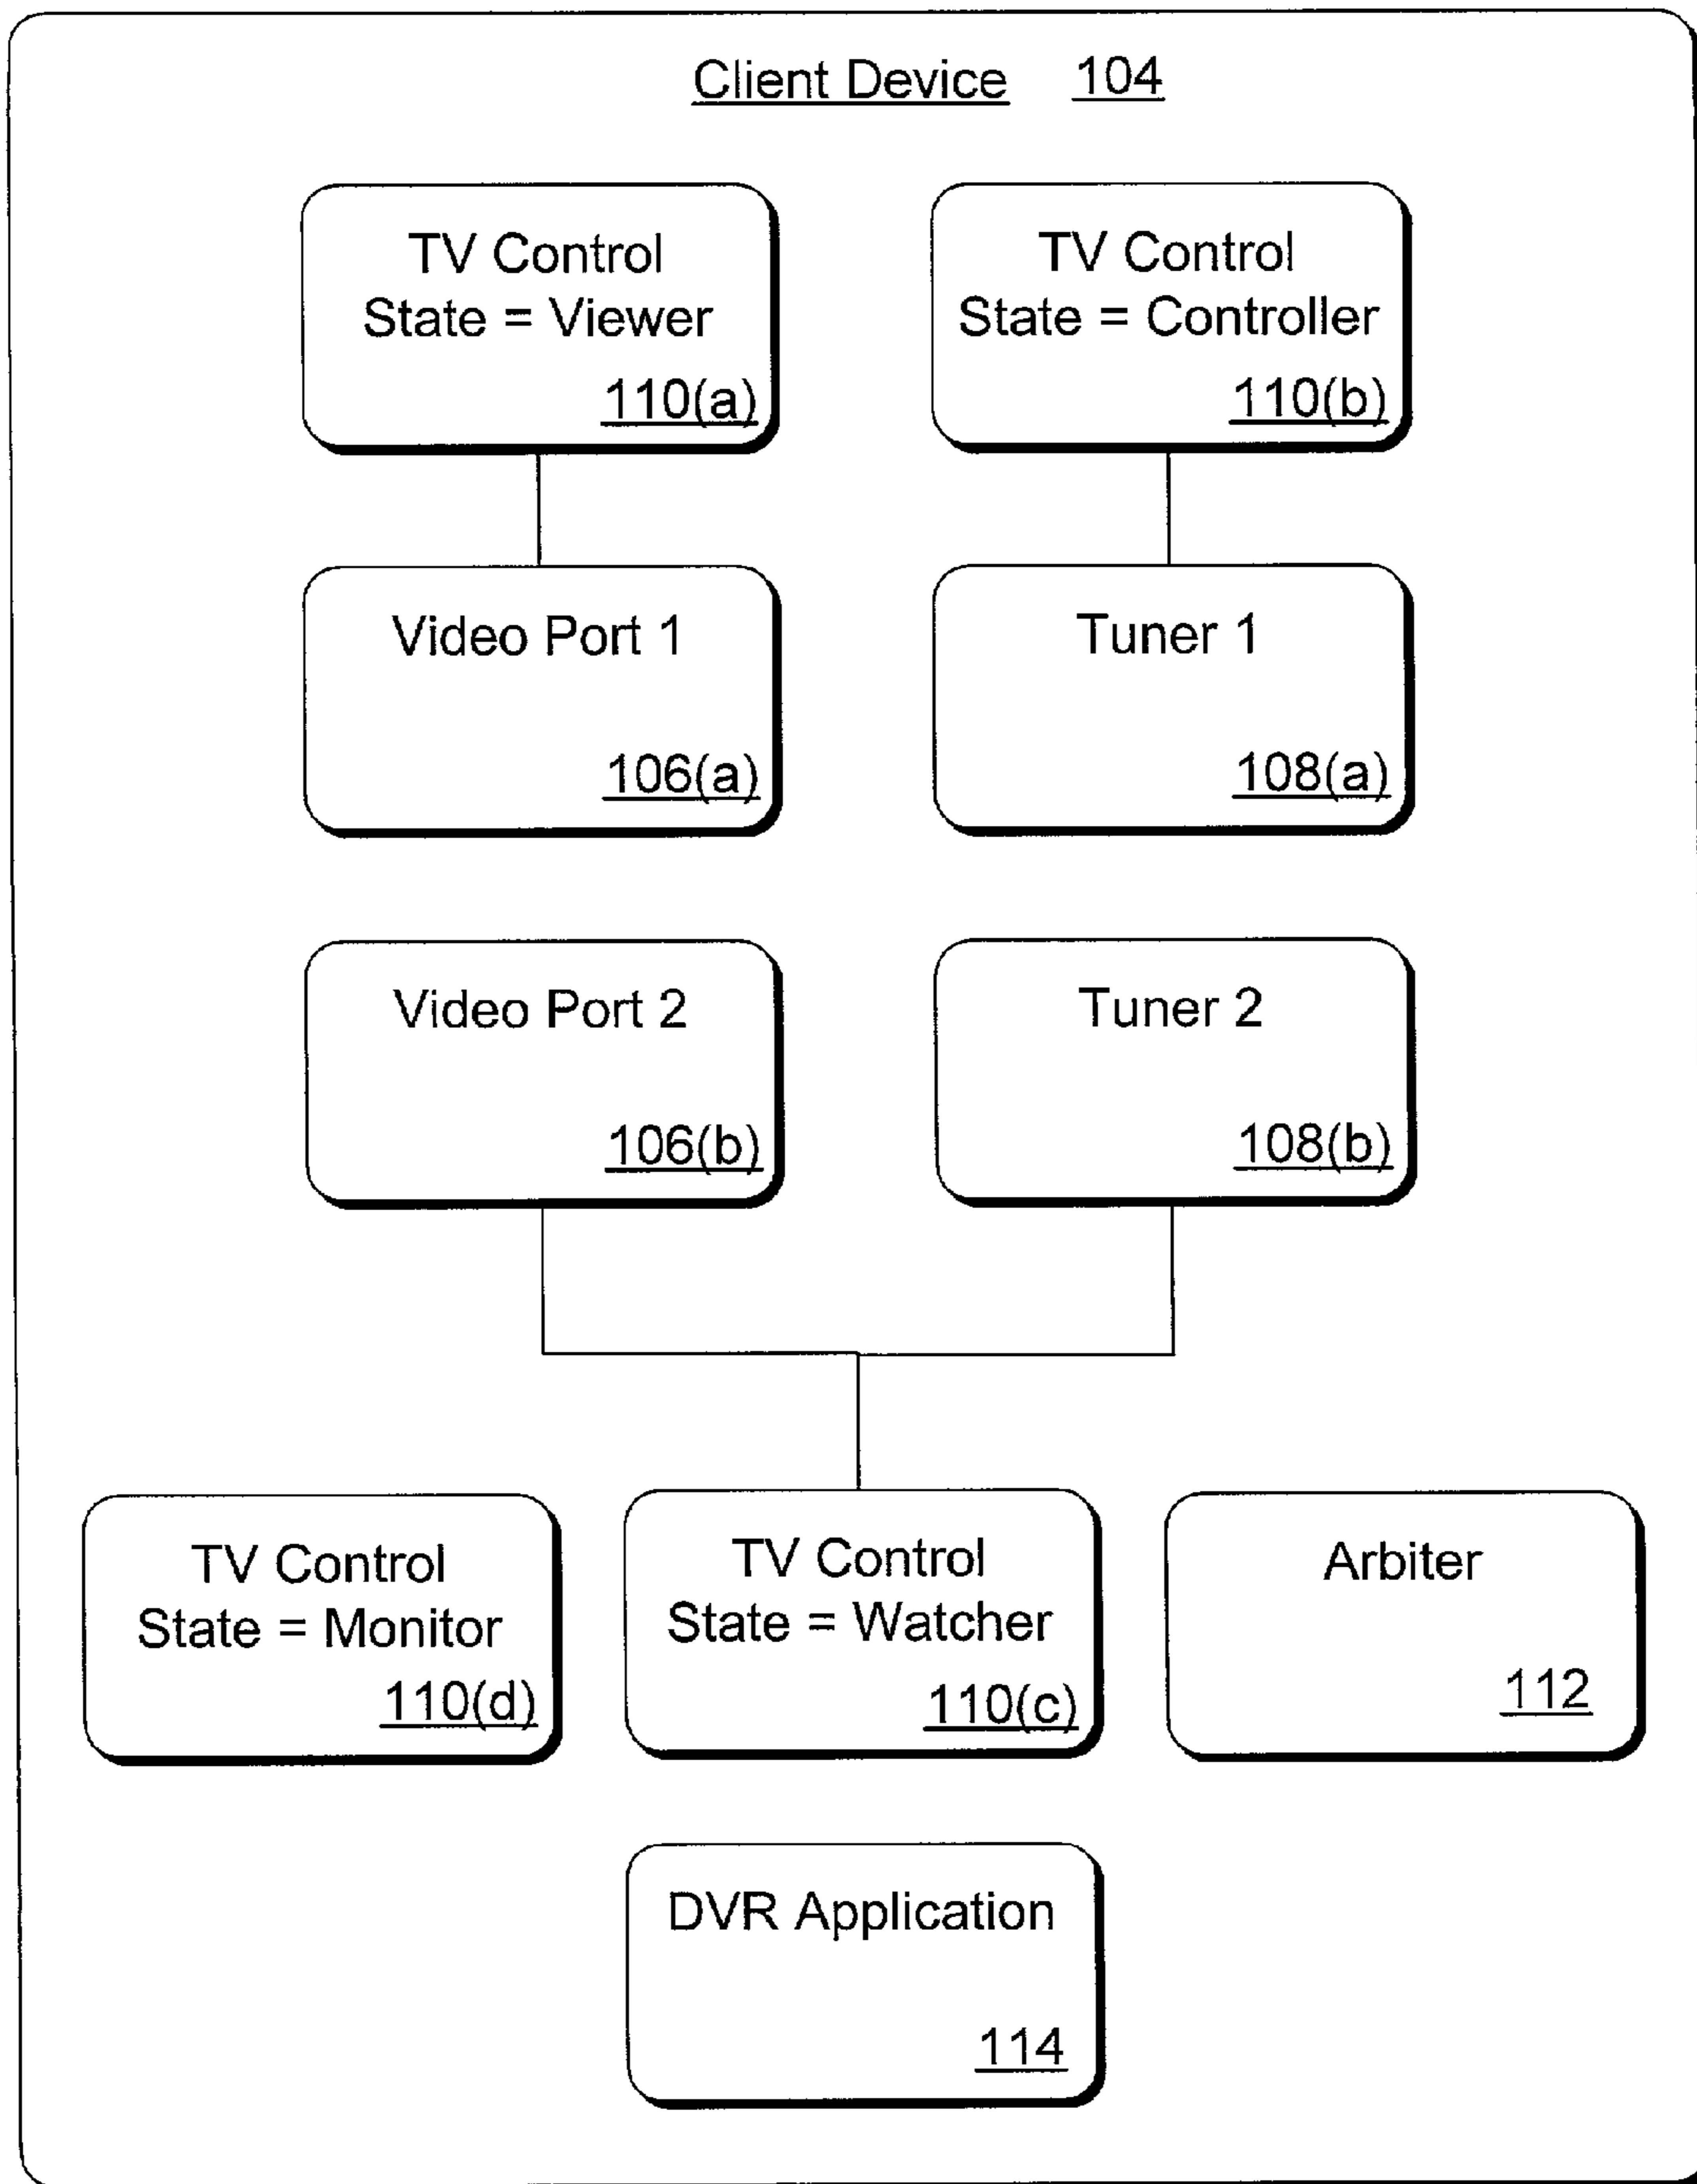 Client Device 104
TV Control
State = Viewer
110(a)
TV Control
State = Controller
110(b)
Video Port 1
106(a)
Tuner 1
108(a)
Video Port 2
106(b)
Tuner 2
108(b)
TV Control
State = Monitor
110(d)
TV Control
State = Watcher
110(c)
Arbiter
112
DVR Application
114